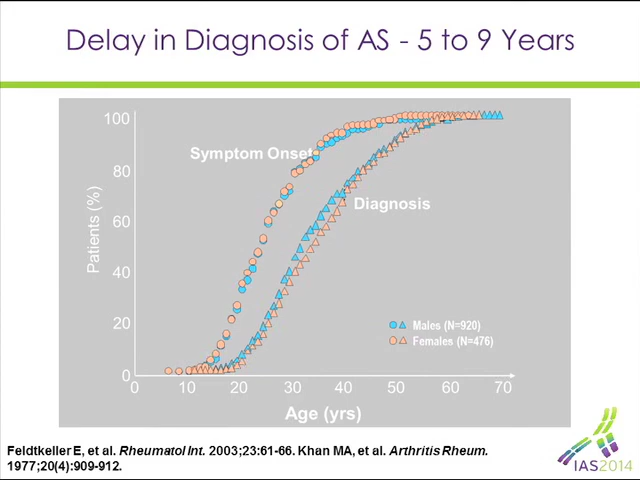 Delay in Diagnosis of AS - 5 to 9 Years
100
80
60
40
20
0
Patients (%)
Symptom Onset
Diagnosis
Males (N=920)
Females (N=476)
0 10 20 30 40 50 60 70
Age (yrs)
Feldtkeller E, et al. Rheumatol Int. 2003;23:61-66. Khan MA, et al. Arthritis Rheum.
1977;20(4):909-912.
IAS2014